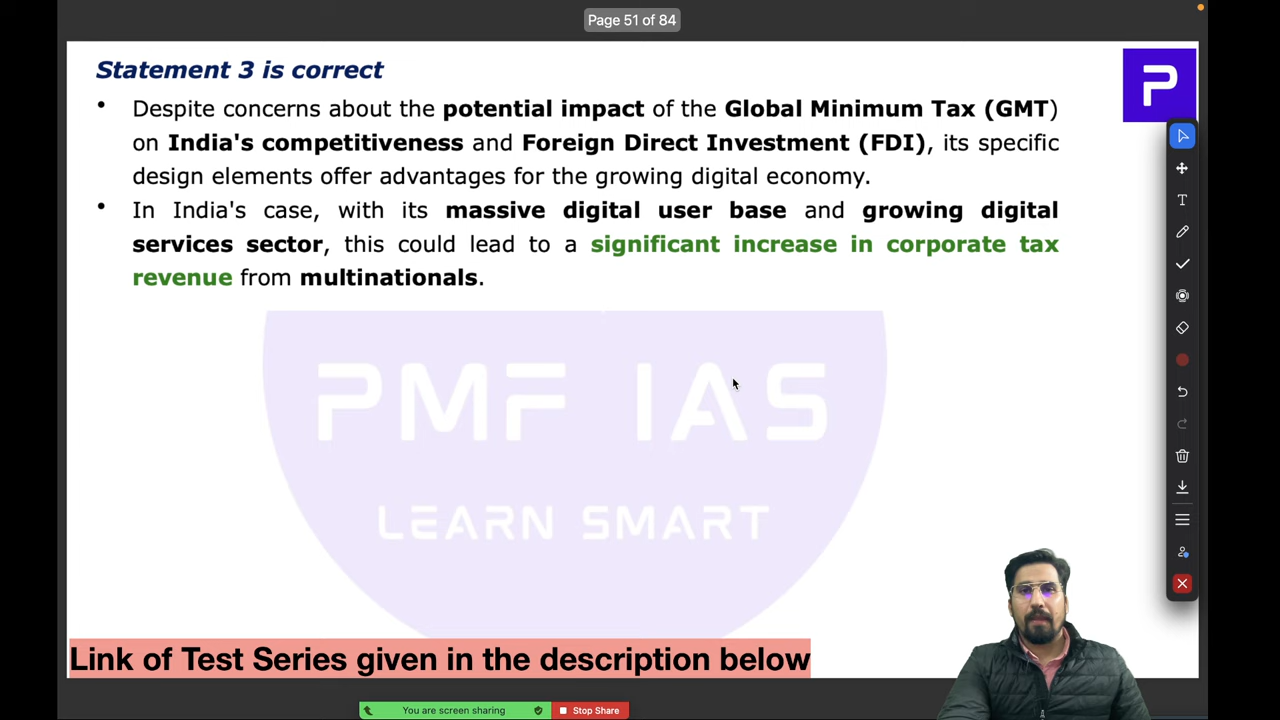 Page 51 of 84
Statement 3 is correct
P
• Despite concerns about the potential impact of the Global Minimum Tax (GMT)
on India's competitiveness and Foreign Direct Investment (FDI), its specific
design elements offer advantages for the growing digital economy.
• In India's case, with its massive digital user base and growing digital
services sector, this could lead to a significant increase in corporate tax
revenue from multinationals.
T
PMF IAS
LEARN SMART
Link of Test Series given in the description below
You are screen sharing
Stop Share